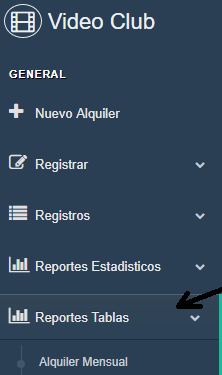 Video Club
GENERAL
Nuevo Alquiler
Registrar
Registros
Reportes Estadisticos
Reportes Tablas
Alquiler Mensual